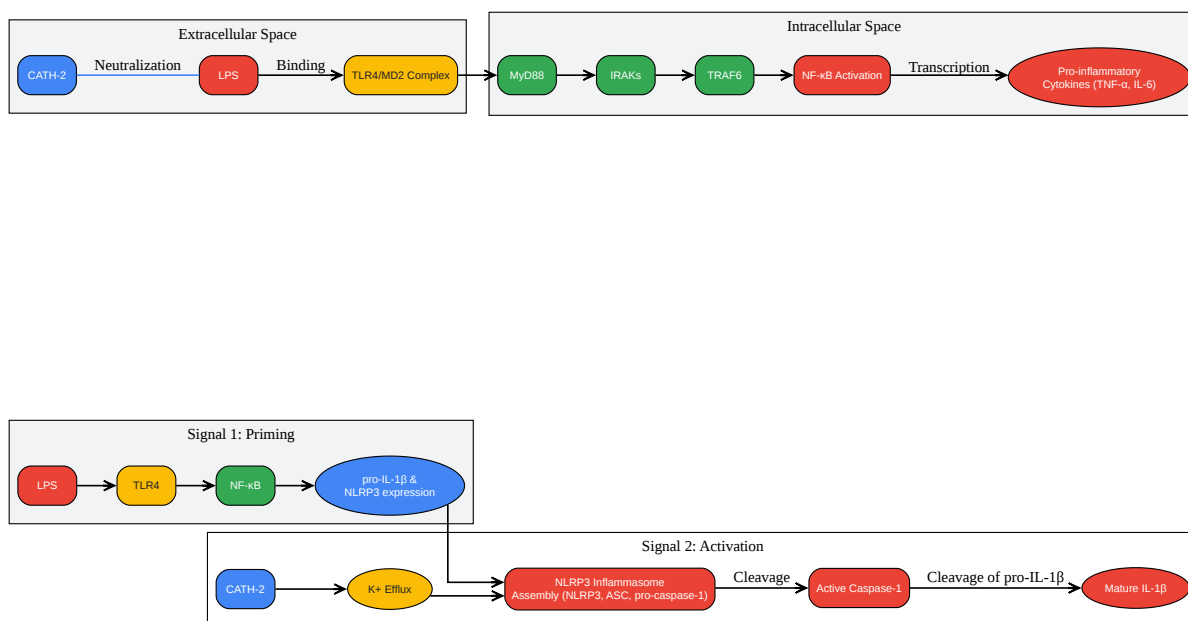 Extracellular Space
CATH-2
Neutralization
LPS
Binding
TLR4/MD2 Complex
Intracellular Space
MyD88
IRAKs
TRAF6
NF-κB Activation
Transcription
Pro-inflammatory
Cytokines (TNF-α, IL-6)
Signal 1: Priming
LPS
TLR4
NF-κB
pro-IL-1β &
NLRP3 expression
Signal 2: Activation
CATH-2
K+ Efflux
NLRP3 Inflammasome
Assembly (NLRP3, ASC, pro-caspase-1)
Cleavage
Active Caspase-1
Cleavage of pro-IL-1β
Mature IL-1β